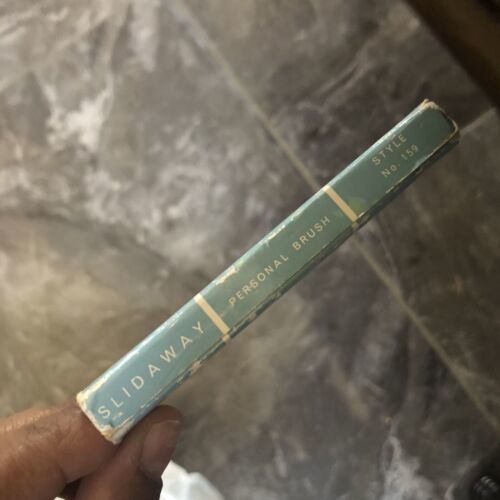 SLIDAWAY
PERSONAL BRUSH
STYLE
No. 159